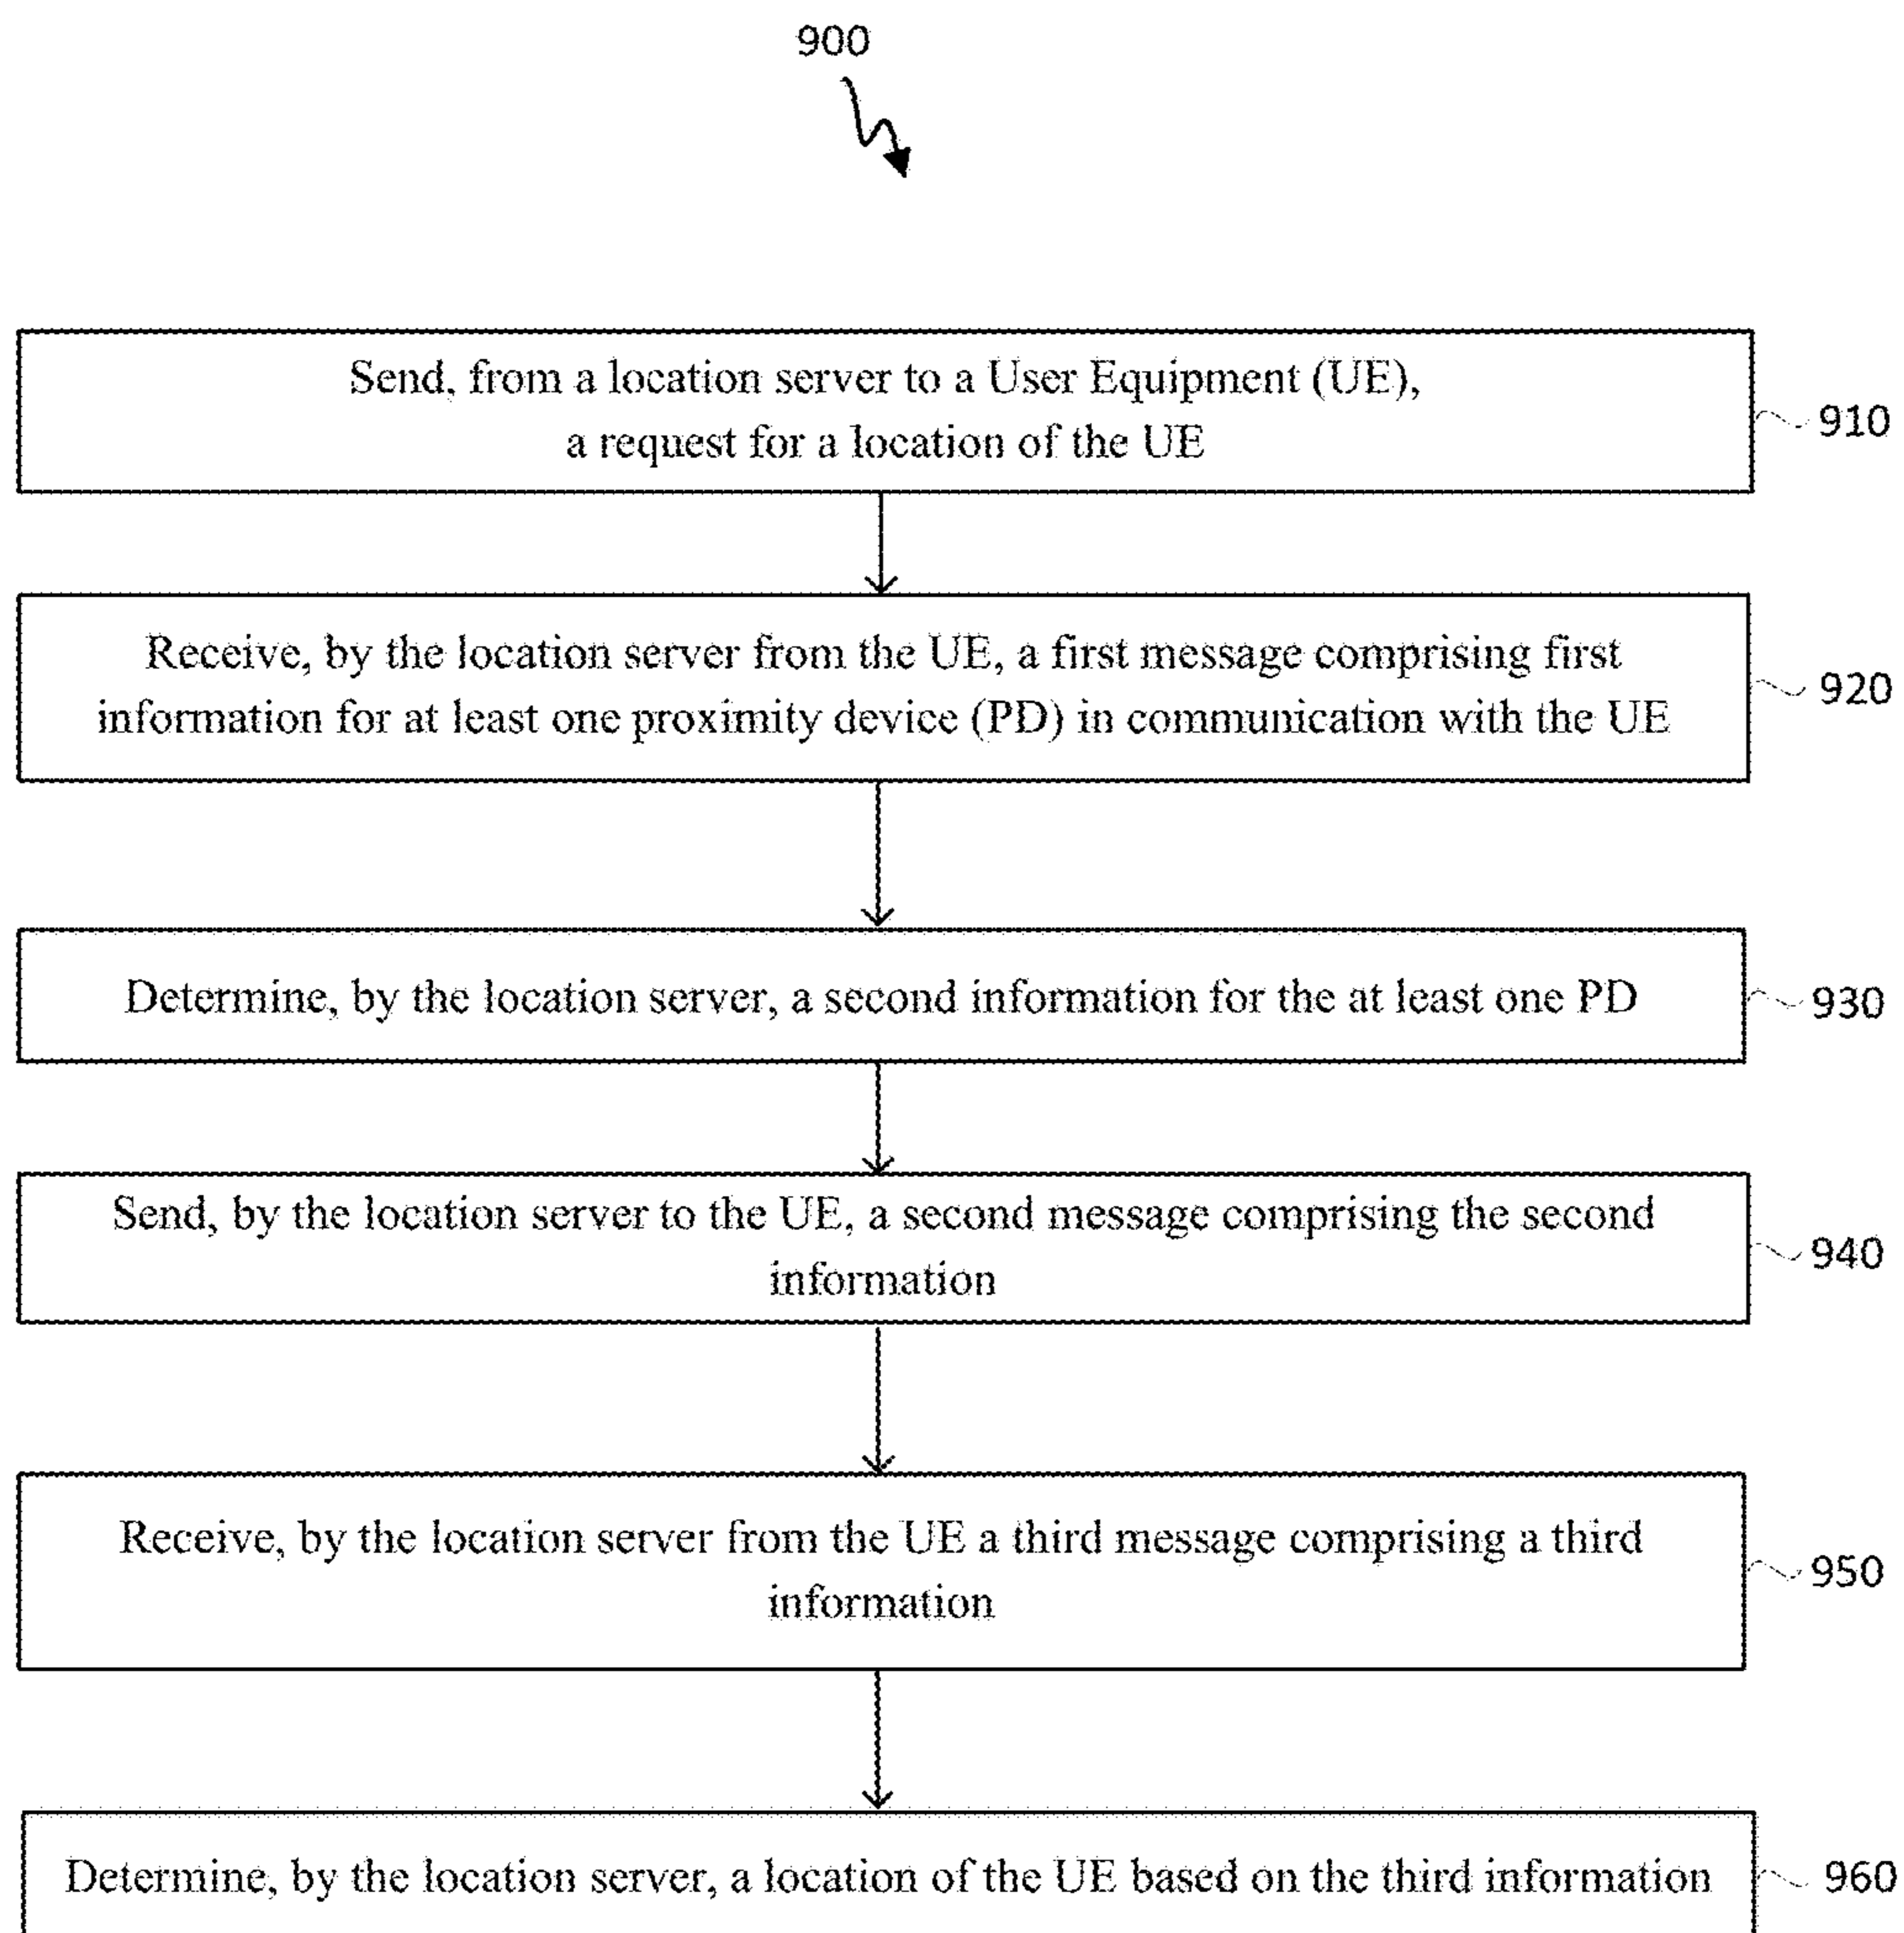 900
Send, from a location server to a User Equipment (UE),
a request for a location of the UE
910
Receive, by the location server from the UE, a first message comprising first
information for at least one proximity device (PD) in communication with the UE
920
Determine, by the location server, a second information for the at least one PD
930
Send, by the location server to the UE, a second message comprising the second
information
940
Receive, by the location server from the UE a third message comprising a third
information
950
Determine, by the location server, a location of the UE based on the third information
960